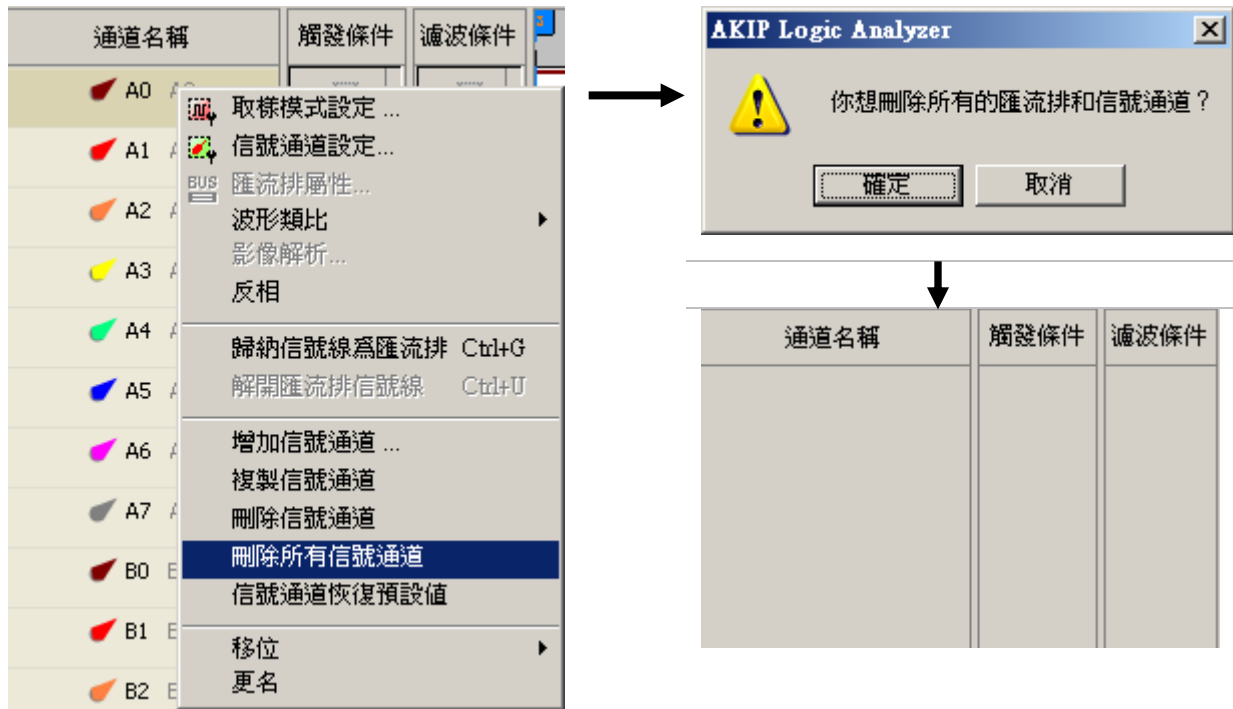 通道名稱 觸發條件 濾波條件
A0
A1
A2
A3
A4
A5
A6
A7
B0
B1
B2
取樣模式設定 ...
信號通道設定...
BUS 匯流排屬性...
波形類比
影像解析...
反相
歸納信號線爲匯流排 Ctrl+G
解開匯流排信號線 Ctrl+U
增加信號通道 ...
複製信號通道
刪除信號通道
刪除所有信號通道
信號通道恢復預設值
移位
更名
AKIP Logic Analyzer
你想刪除所有的匯流排和信號通道？
確定 取消
通道名稱 觸發條件 濾波條件